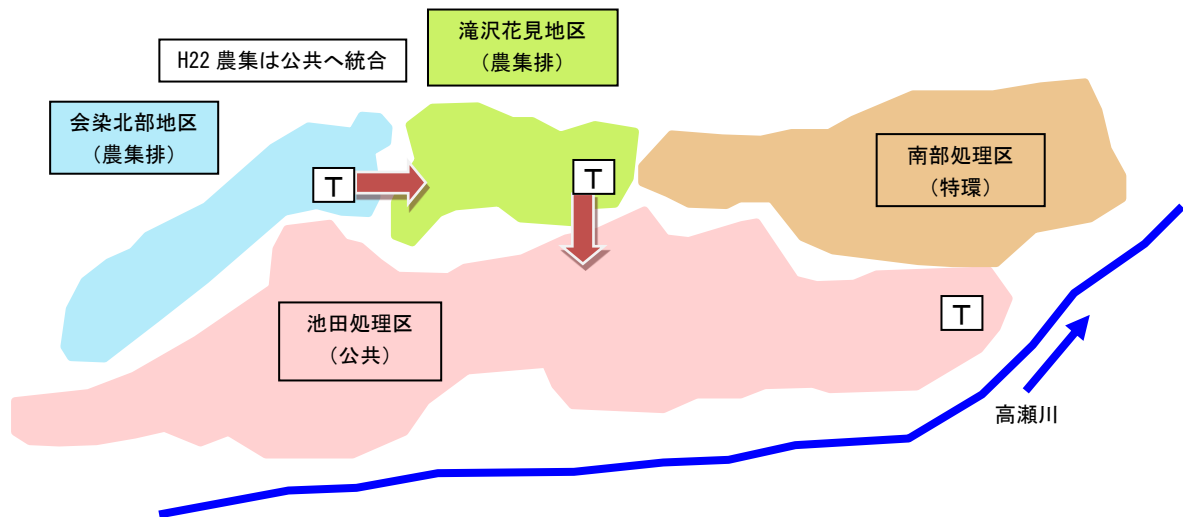 滝沢花見地区
（農集排）
H22 農集は公共へ統合
会染北部地区
（農集排）
T
T
南部処理区
（特環）
池田処理区
（公共）
T
高瀬川